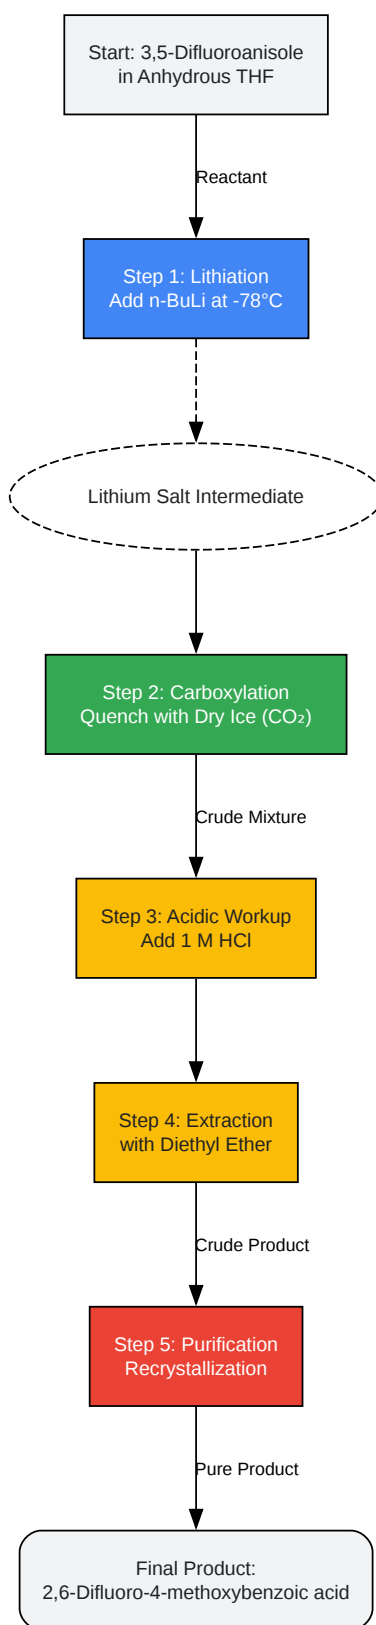 Start: 3,5-Difluoroanisole
in Anhydrous THF
Reactant
Step 1: Lithiation
Add n-BuLi at -78°C
Lithium Salt Intermediate
Step 2: Carboxylation
Quench with Dry Ice (CO₂)
Crude Mixture
Step 3: Acidic Workup
Add 1 M HCl
Step 4: Extraction
with Diethyl Ether
Crude Product
Step 5: Purification
Recrystallization
Pure Product
Final Product:
2,6-Difluoro-4-methoxybenzoic acid